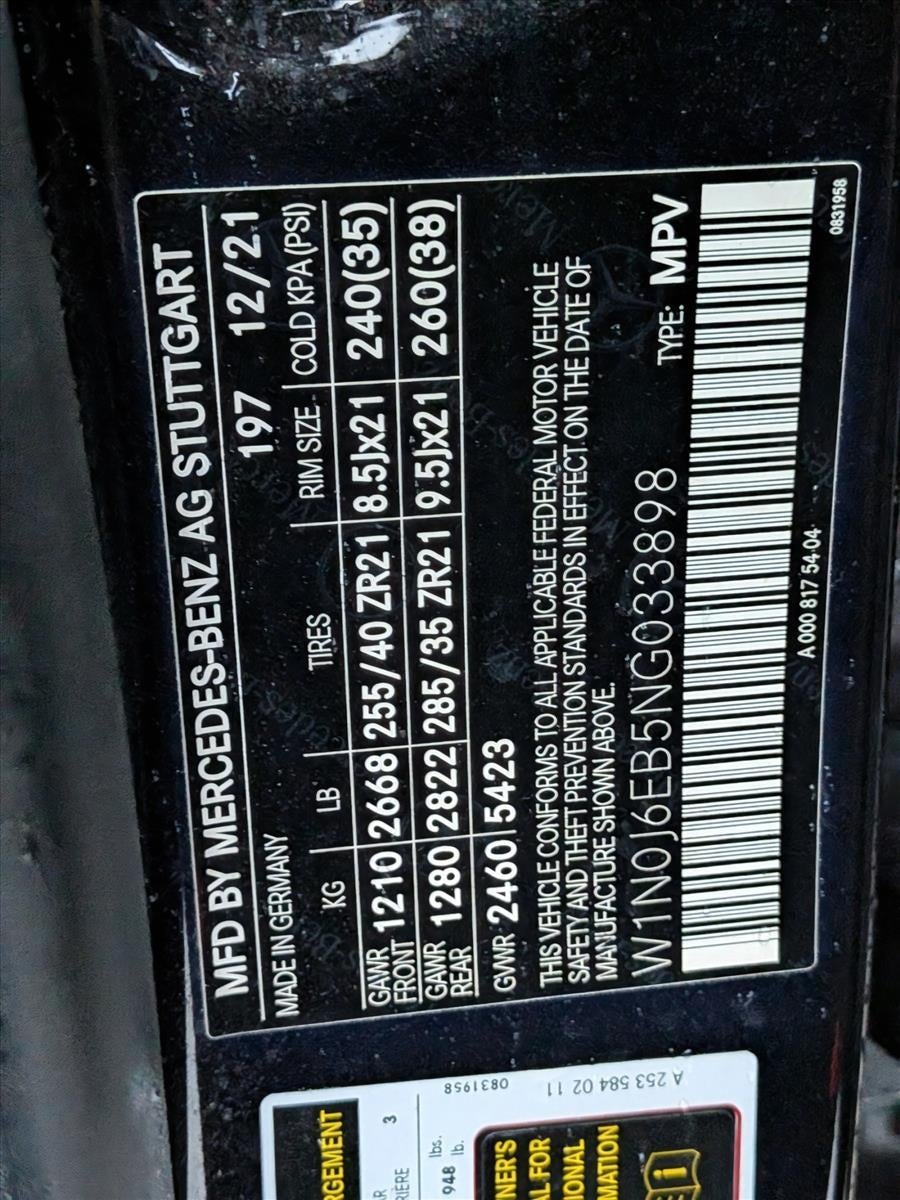 MFD BY MERCEDES-BENZ AG STUTTGART
MADE IN GERMANY 197 12/21
KG LB TIRES RIM SIZE COLD KPA (PSI)
GAWR FRONT 1210 2668 255/40 ZR21 8.5Jx21 240(35)
GAWR REAR 1280 2822 285/35 ZR21 9.5Jx21 260(38)
GVWR 2460 5423
THIS VEHICLE CONFORMS TO ALL APPLICABLE FEDERAL MOTOR VEHICLE
SAFETY AND THEFT PREVENTION STANDARDS IN EFFECT ON THE DATE OF
MANUFACTURE SHOWN ABOVE.
W1N0J6EB5NG033898 TYPE: MPV
A 000 817 54 04
0831958
A 253 584 02 11
0831958
3
948 lbs.
lb.